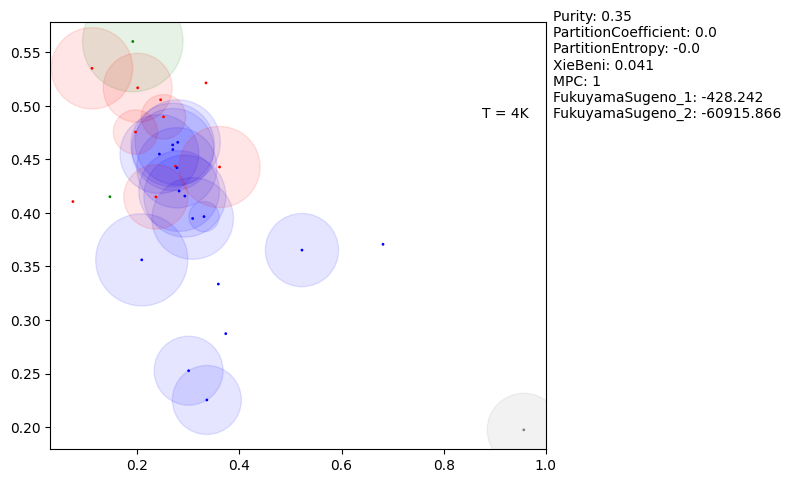 Purity: 0.35
PartitionCoefficient: 0.0
PartitionEntropy: -0.0
XieBeni: 0.041
MPC: 1
FukuyamaSugeno_1: -428.242
FukuyamaSugeno_2: -60915.866
T = 4K
0.55
0.50
0.45
0.40
0.35
0.30
0.25
0.20
0.2
0.4
0.6
0.8
1.0